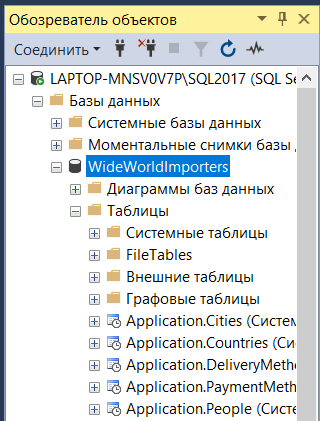 Обозреватель объектов
Соединить
LAPTOP-MNSV0V7P\SQL2017 (SQL Se
Базы данных
Системные базы данных
Моментальные снимки базы
WideWorldImporters
Диаграммы баз данных
Таблицы
Системные таблицы
FileTables
Внешние таблицы
Графовые таблицы
Application.Cities (Систем
Application.Countries (Си
Application.DeliveryMetho
Application.PaymentMeth
Application.People (Систе